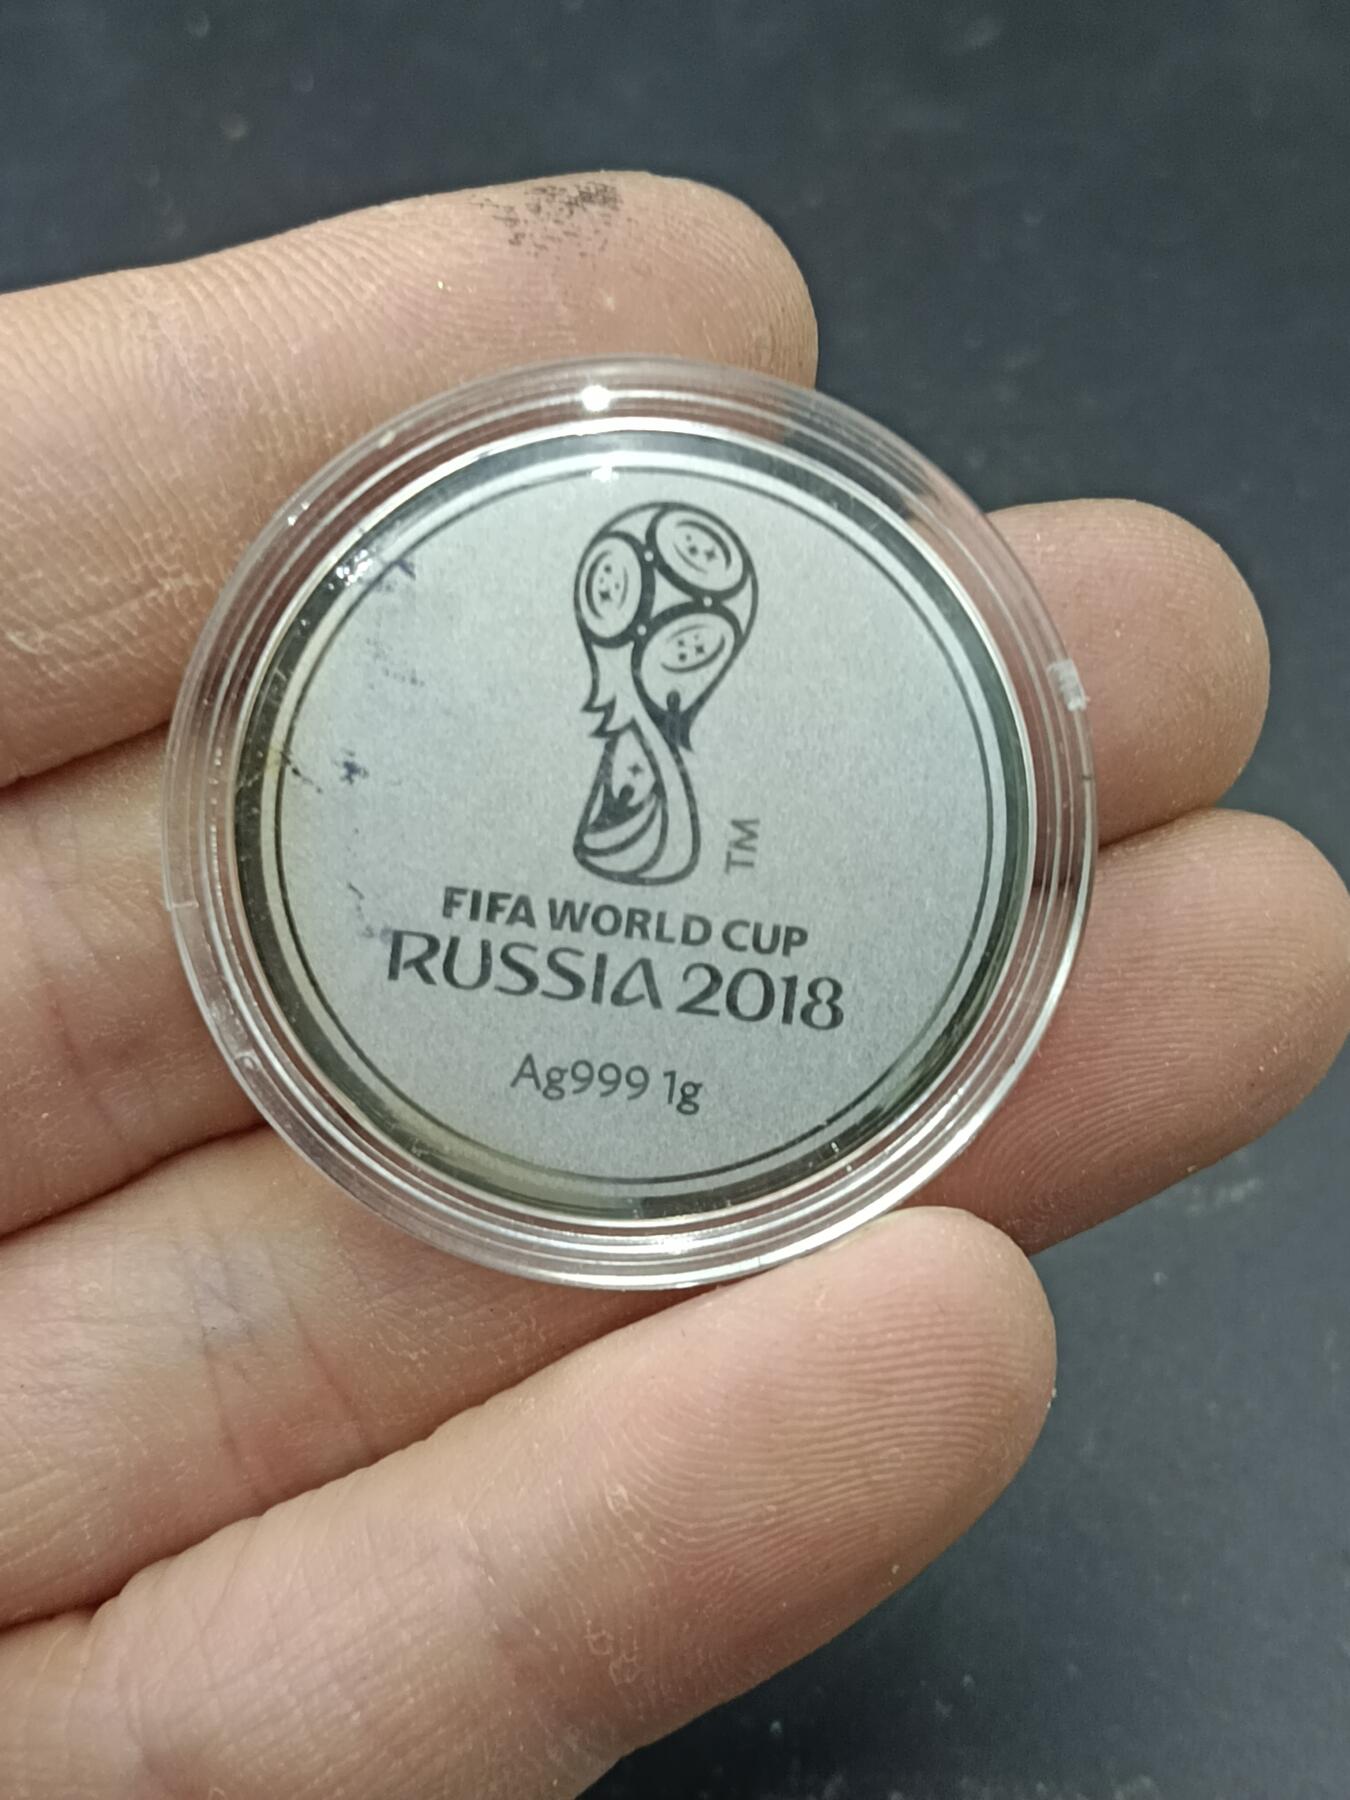 TM
FIFA WORLD CUP
RUSSIA 2018
Ag999 1g